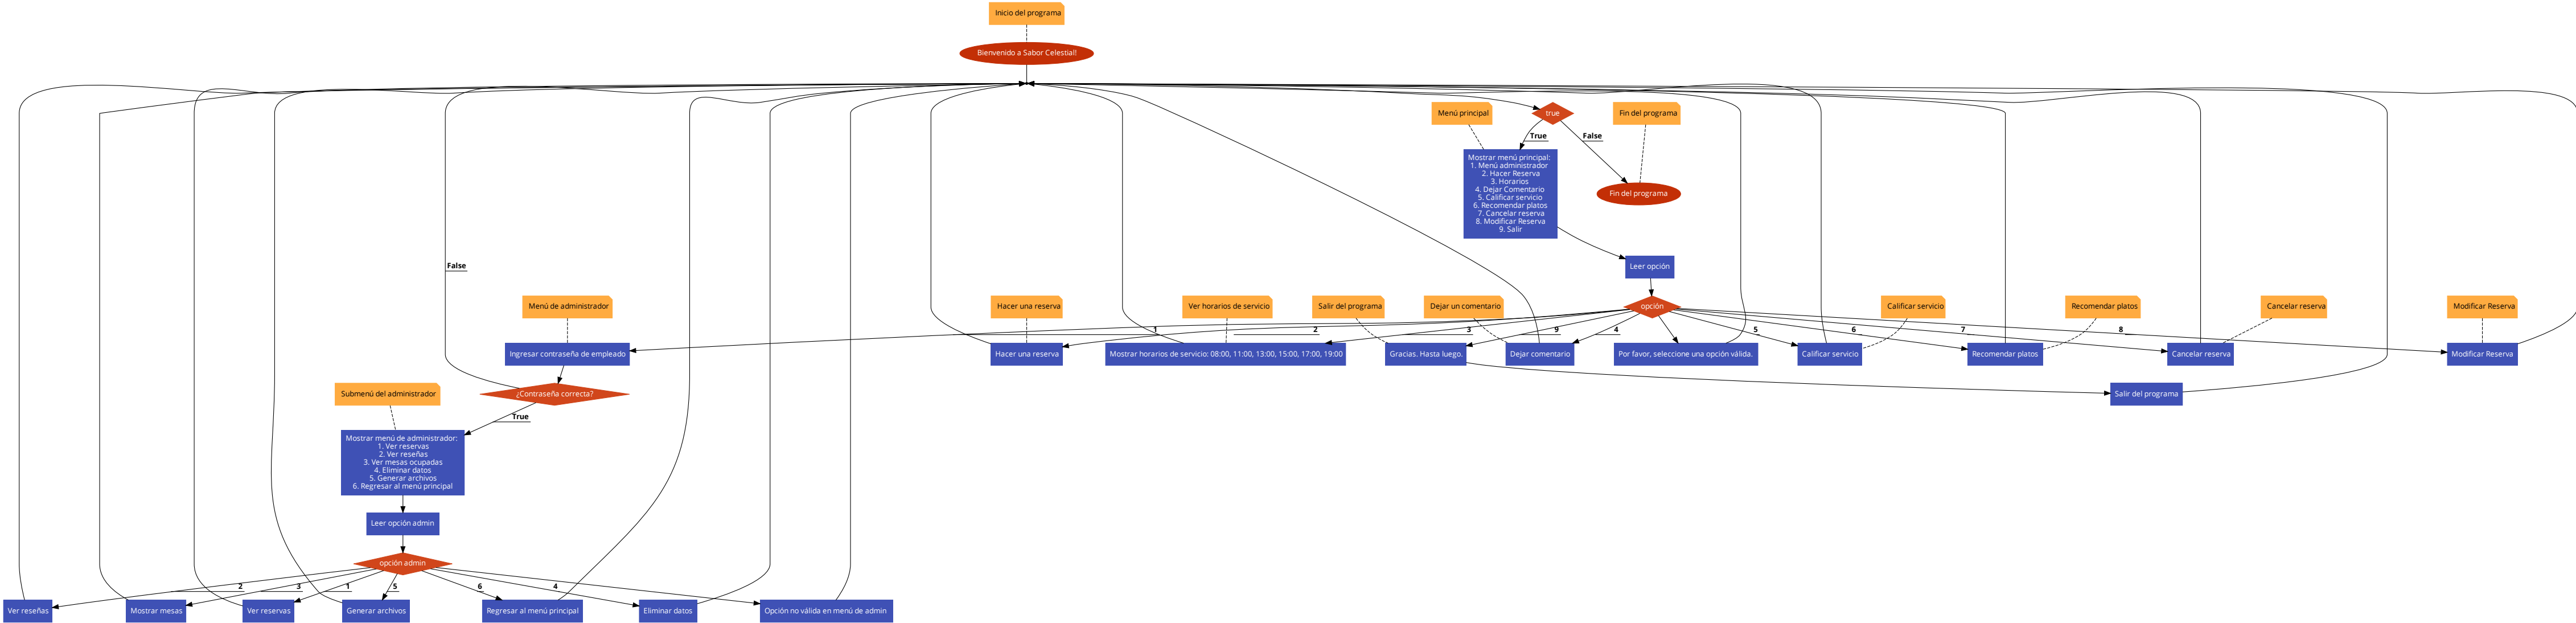 Inicio del programa
Bienvenido a Sabor Celestial!
Menú principal
true
Fin del programa
True
False
Mostrar menú principal:
1. Menú administrador
2. Hacer Reserva
3. Horarios
4. Dejar Comentario
5. Calificar servicio
6. Recomendar platos
7. Cancelar reserva
8. Modificar Reserva
9. Salir
Fin del programa
False
Leer opción
Menú de administrador
Hacer una reserva
Ver horarios de servicio
Salir del programa
Dejar un comentario
opción
Calificar servicio
Recomendar platos
Cancelar reserva
Modificar Reserva
1
2
3
9
4
5
6
7
8
Ingresar contraseña de empleado
Hacer una reserva
Mostrar horarios de servicio: 08:00, 11:00, 13:00, 15:00, 17:00, 19:00
Gracias. Hasta luego.
Dejar comentario
Por favor, seleccione una opción válida.
Calificar servicio
Recomendar platos
Cancelar reserva
Modificar Reserva
Submenú del administrador
¿Contraseña correcta?
Salir del programa
True
Mostrar menú de administrador:
1. Ver reservas
2. Ver reseñas
3. Ver mesas ocupadas
4. Eliminar datos
5. Generar archivos
6. Regresar al menú principal
Leer opción admin
opción admin
2
3
1
5
6
4
Ver reseñas
Mostrar mesas
Ver reservas
Generar archivos
Regresar al menú principal
Eliminar datos
Opción no válida en menú de admin